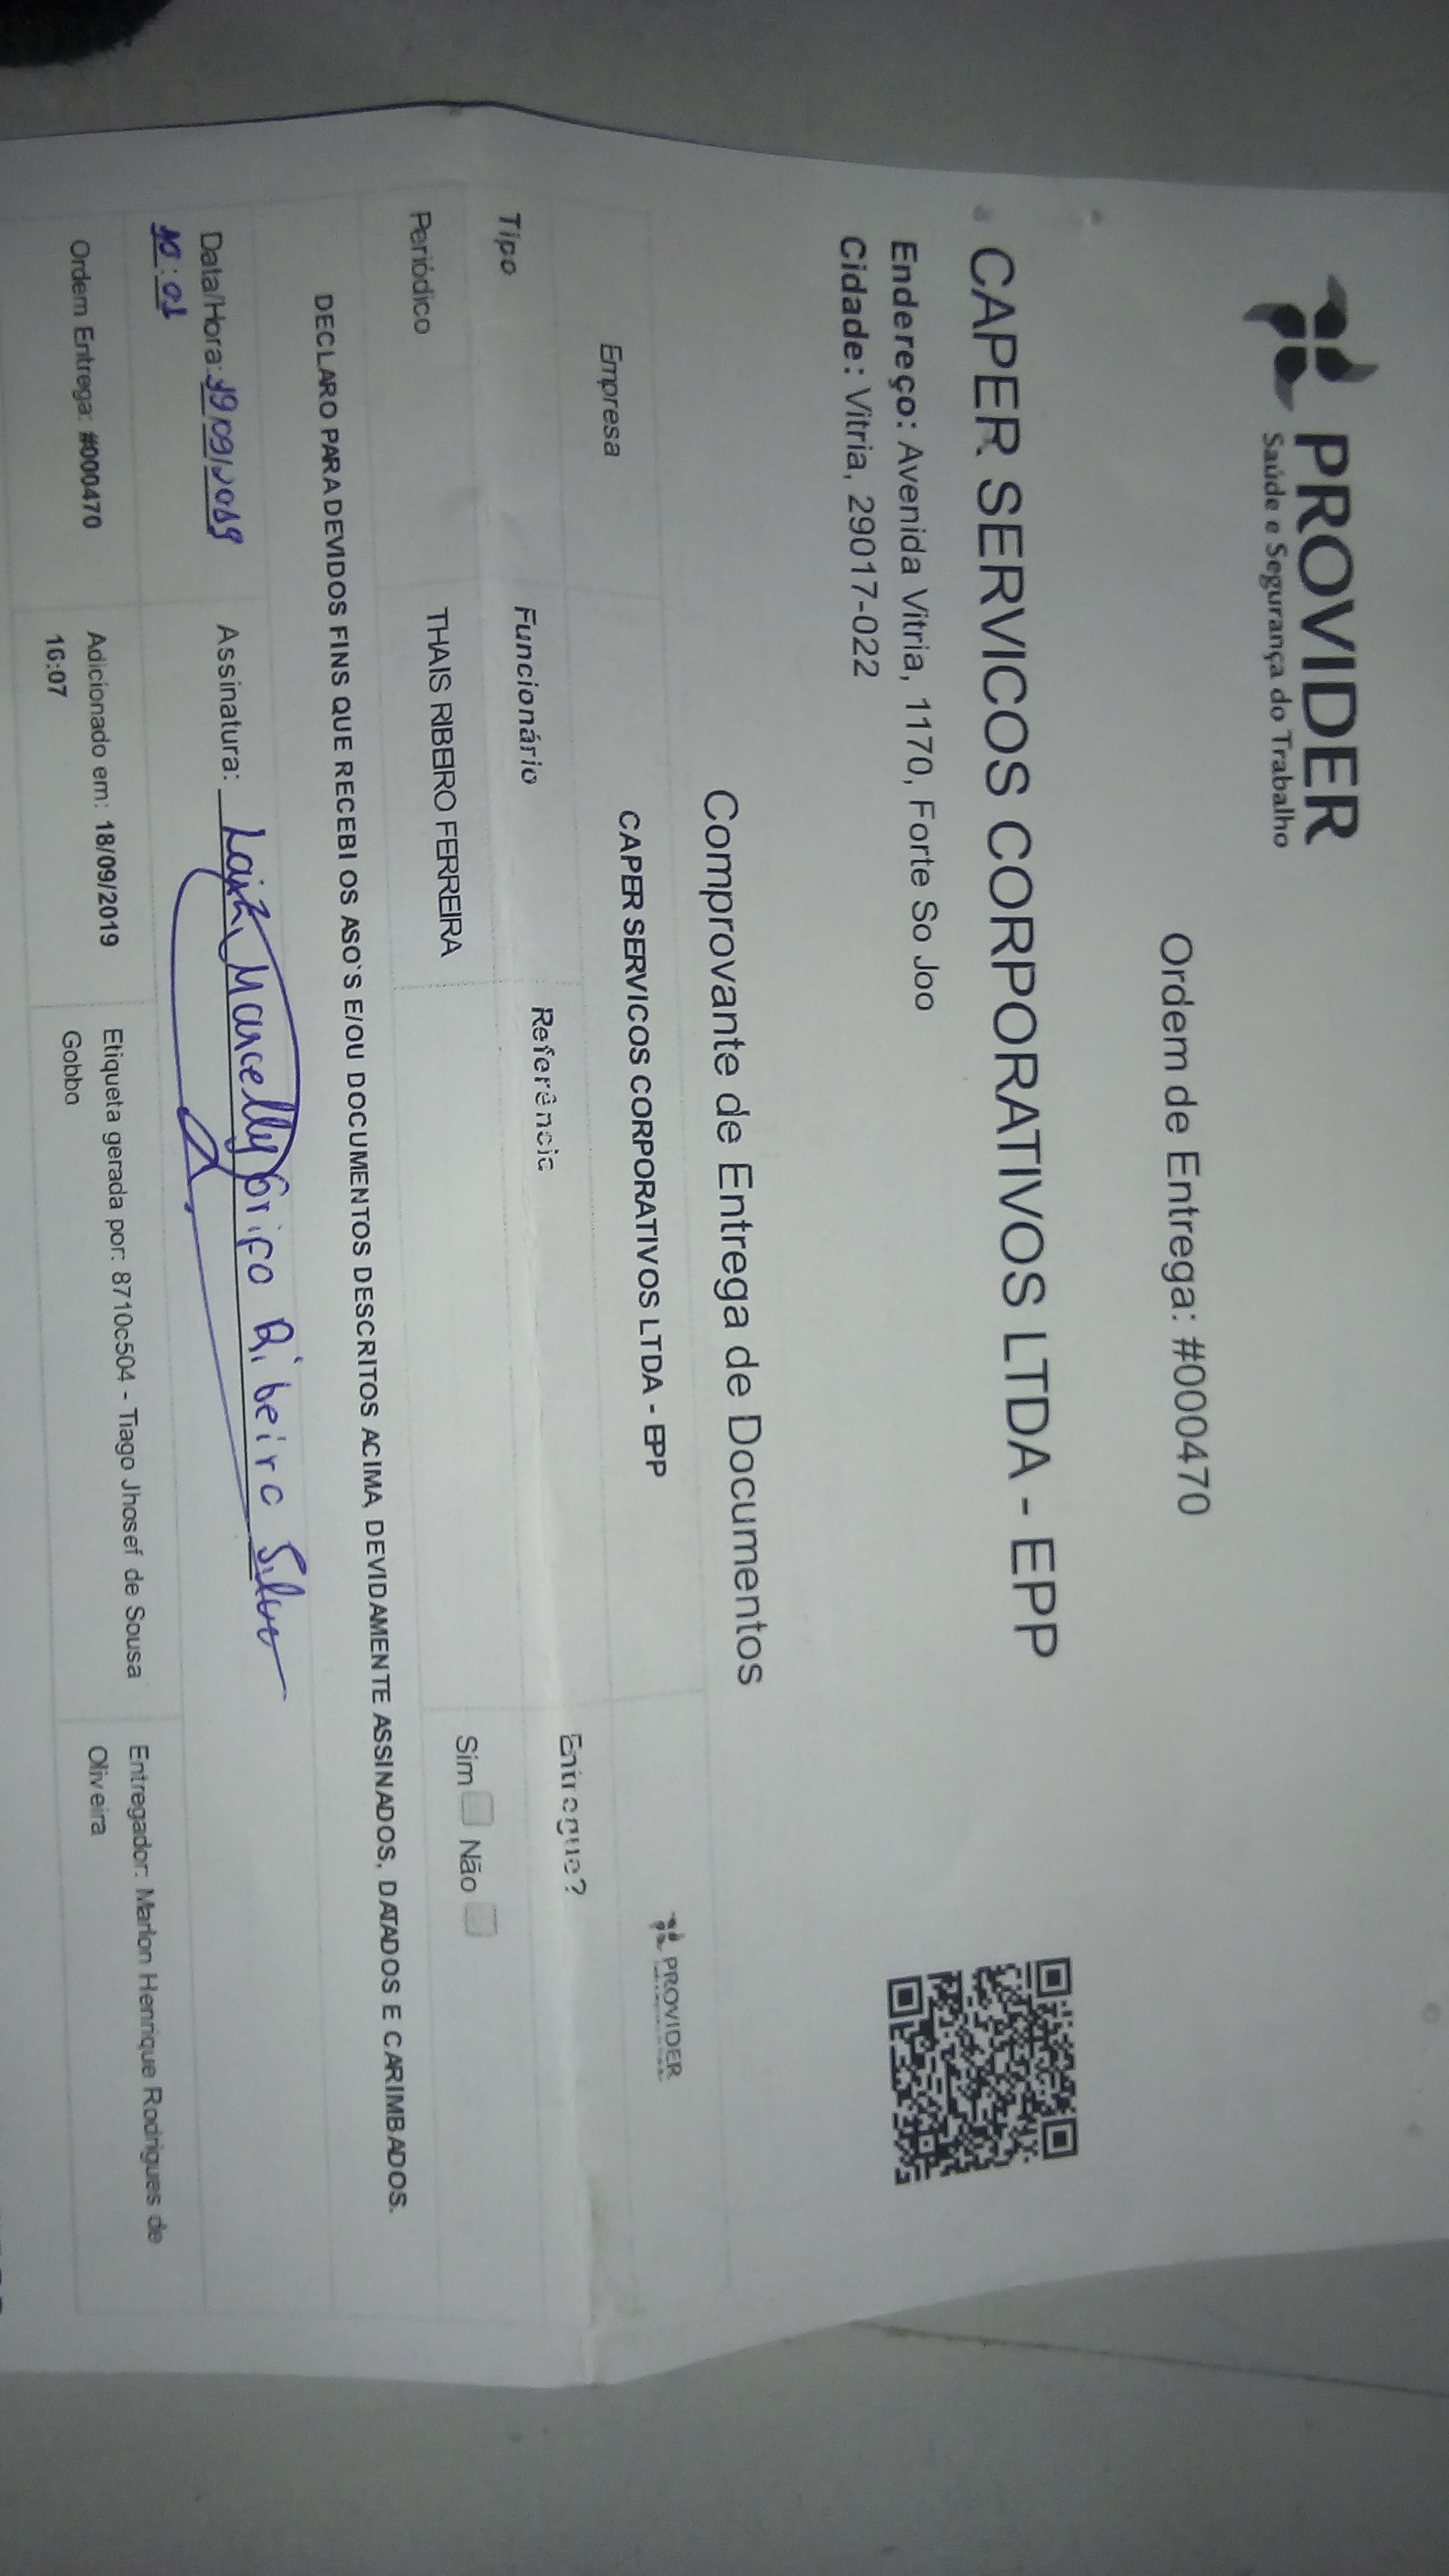 PROVIDER
Saúde e Segurança do Trabalho
Ordem de Entrega: #000470
CAPER SERVICOS CORPORATIVOS LTDA - EPP
Endereço: Avenida Vitria, 1170, Forte So Joo
Cidade: Vitria, 29017-022
Comprovante de Entrega de Documentos
Empresa CAPER SERVICOS CORPORATIVOS LTDA - EPP PROVIDER
Tipo Funcionário Referência Entregue?
Periódico THAIS RIBEIRO FERREIRA Sim Não
DECLARO PARA DEVIDOS FINS QUE RECEBI OS ASO`S E/OU DOCUMENTOS DESCRITOS ACIMA DEVIDAMENTE ASSINADOS, DATADOS E CARIMBADOS.
Data/Hora: 19/09/2019 Assinatura: Marcelly Grifo Ribeiro Silva
10:01
Ordem Entrega: #000470 Adicionado em: 18/09/2019 Etiqueta gerada por: 8710c504 - Tiago Jhosef de Sousa Entregador: Marlon Henrique Rodrigues de
16:07 Gobbo Oliveira